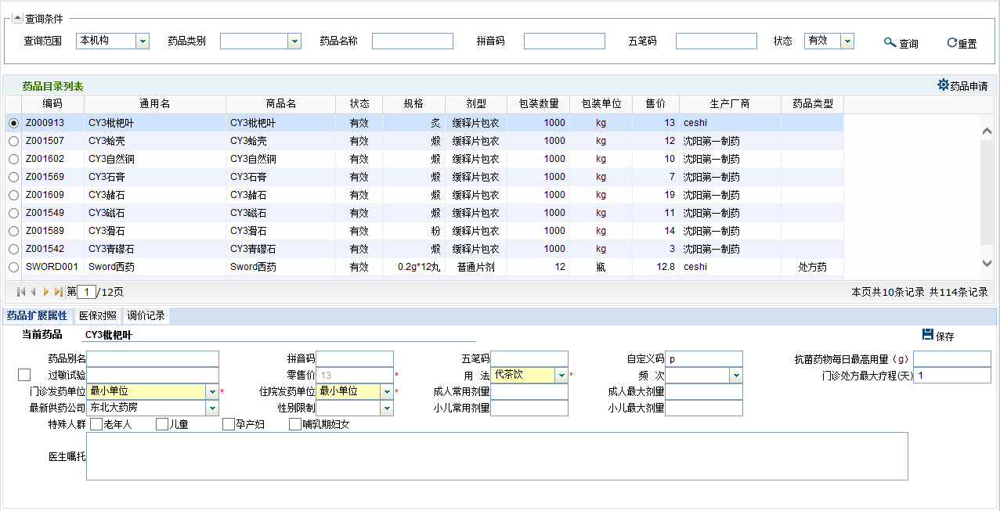 查询条件
查询范围 本机构 药品类别 药品名称 拼音码 五笔码 状态 有效 查询 重置
药品目录列表 药品申请
编码 通用名 商品名 状态 规格 剂型 包装数量 包装单位 售价 生产厂商 药品类型
Z000913 CY3枇杷叶 CY3枇杷叶 有效 炙 缓释片包衣 1000 kg 13 ceshi
Z001507 CY3蛤壳 CY3蛤壳 有效 煅 缓释片包衣 1000 kg 12 沈阳第一制药
Z001602 CY3自然铜 CY3自然铜 有效 煅 缓释片包衣 1000 kg 10 沈阳第一制药
Z001569 CY3石膏 CY3石膏 有效 煅 缓释片包衣 1000 kg 7 沈阳第一制药
Z001609 CY3赭石 CY3赭石 有效 煅 缓释片包衣 1000 kg 19 沈阳第一制药
Z001549 CY3磁石 CY3磁石 有效 煅 缓释片包衣 1000 kg 11 沈阳第一制药
Z001589 CY3滑石 CY3滑石 有效 粉 缓释片包衣 1000 kg 14 沈阳第一制药
Z001542 CY3青礞石 CY3青礞石 有效 煅 缓释片包衣 1000 kg 3 沈阳第一制药
SWORD001 Sword西药 Sword西药 有效 0.2g*12丸 普通片剂 12 瓶 12.8 ceshi 处方药
第 1 /12页 本页共10条记录 共114条记录
药品扩展属性 医保对照 调价记录
当前药品 CY3枇杷叶 保存
药品别名 拼音码 五笔码 自定义码 p 抗菌药物每日最高用量（g）
过敏试验 零售价 13 * 用 法 代茶饮 * 频 次 门诊处方最大疗程(天) 1
门诊发药单位 最小单位 * 住院发药单位 最小单位 * 成人常用剂量 成人最大剂量
最新供药公司 东北大药房 性别限制 小儿常用剂量 小儿最大剂量
特殊人群 老年人 儿童 孕产妇 哺乳期妇女
医生嘱托